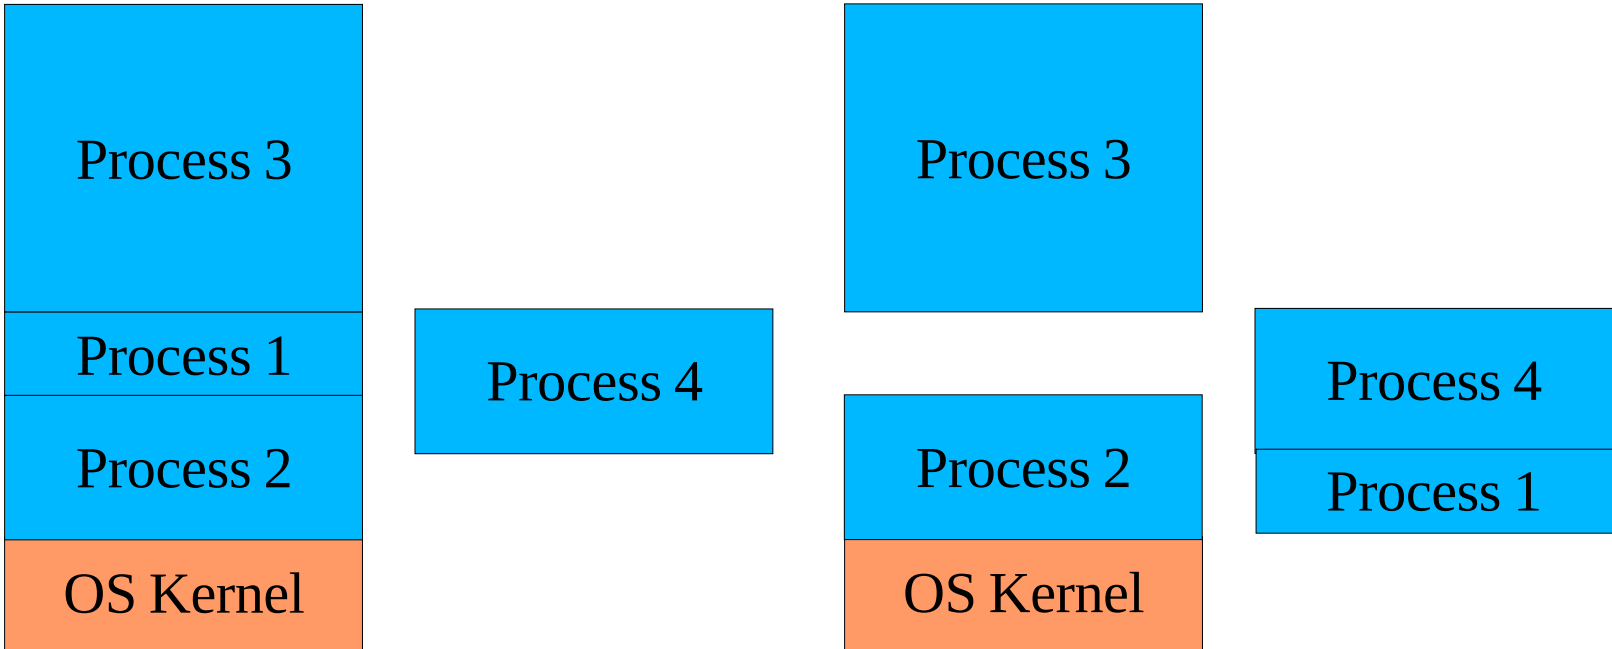 Process 3
Process 1
Process 2
OS Kernel
Process 4
Process 3
Process 2
OS Kernel
Process 4
Process 1